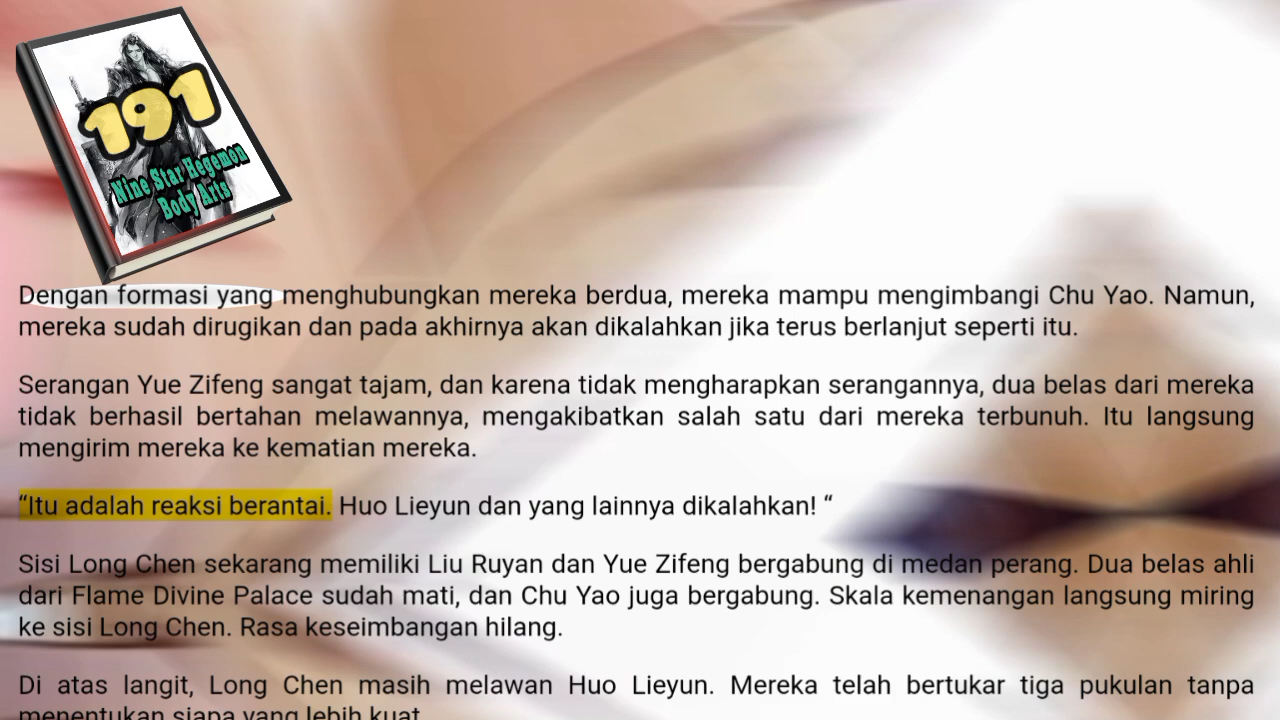 191
Nine Star Hegemon
Body Arts
Dengan formasi yang menghubungkan mereka berdua, mereka mampu mengimbangi Chu Yao. Namun,
mereka sudah dirugikan dan pada akhirnya akan dikalahkan jika terus berlanjut seperti itu.
Serangan Yue Zifeng sangat tajam, dan karena tidak mengharapkan serangannya, dua belas dari mereka
tidak berhasil bertahan melawannya, mengakibatkan salah satu dari mereka terbunuh. Itu langsung
mengirim mereka ke kematian mereka.
“Itu adalah reaksi berantai. Huo Lieyun dan yang lainnya dikalahkan! “
Sisi Long Chen sekarang memiliki Liu Ruyan dan Yue Zifeng bergabung di medan perang. Dua belas ahli
dari Flame Divine Palace sudah mati, dan Chu Yao juga bergabung. Skala kemenangan langsung miring
ke sisi Long Chen. Rasa keseimbangan hilang.
Di atas langit, Long Chen masih melawan Huo Lieyun. Mereka telah bertukar tiga pukulan tanpa
menentukan siapa yang lebih kuat.